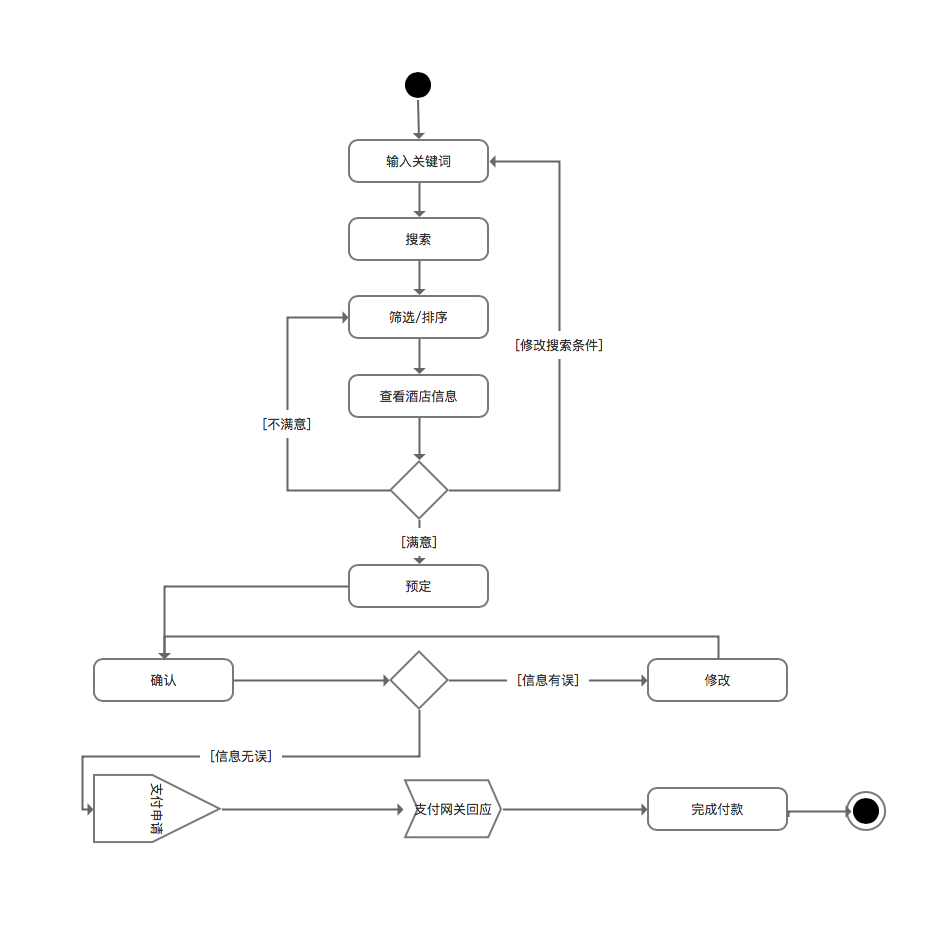 输入关键词
搜索
筛选/排序
[修改搜索条件]
查看酒店信息
[不满意]
[满意]
预定
确认
[信息有误]
修改
[信息无误]
支付申请
支付网关回应
完成付款